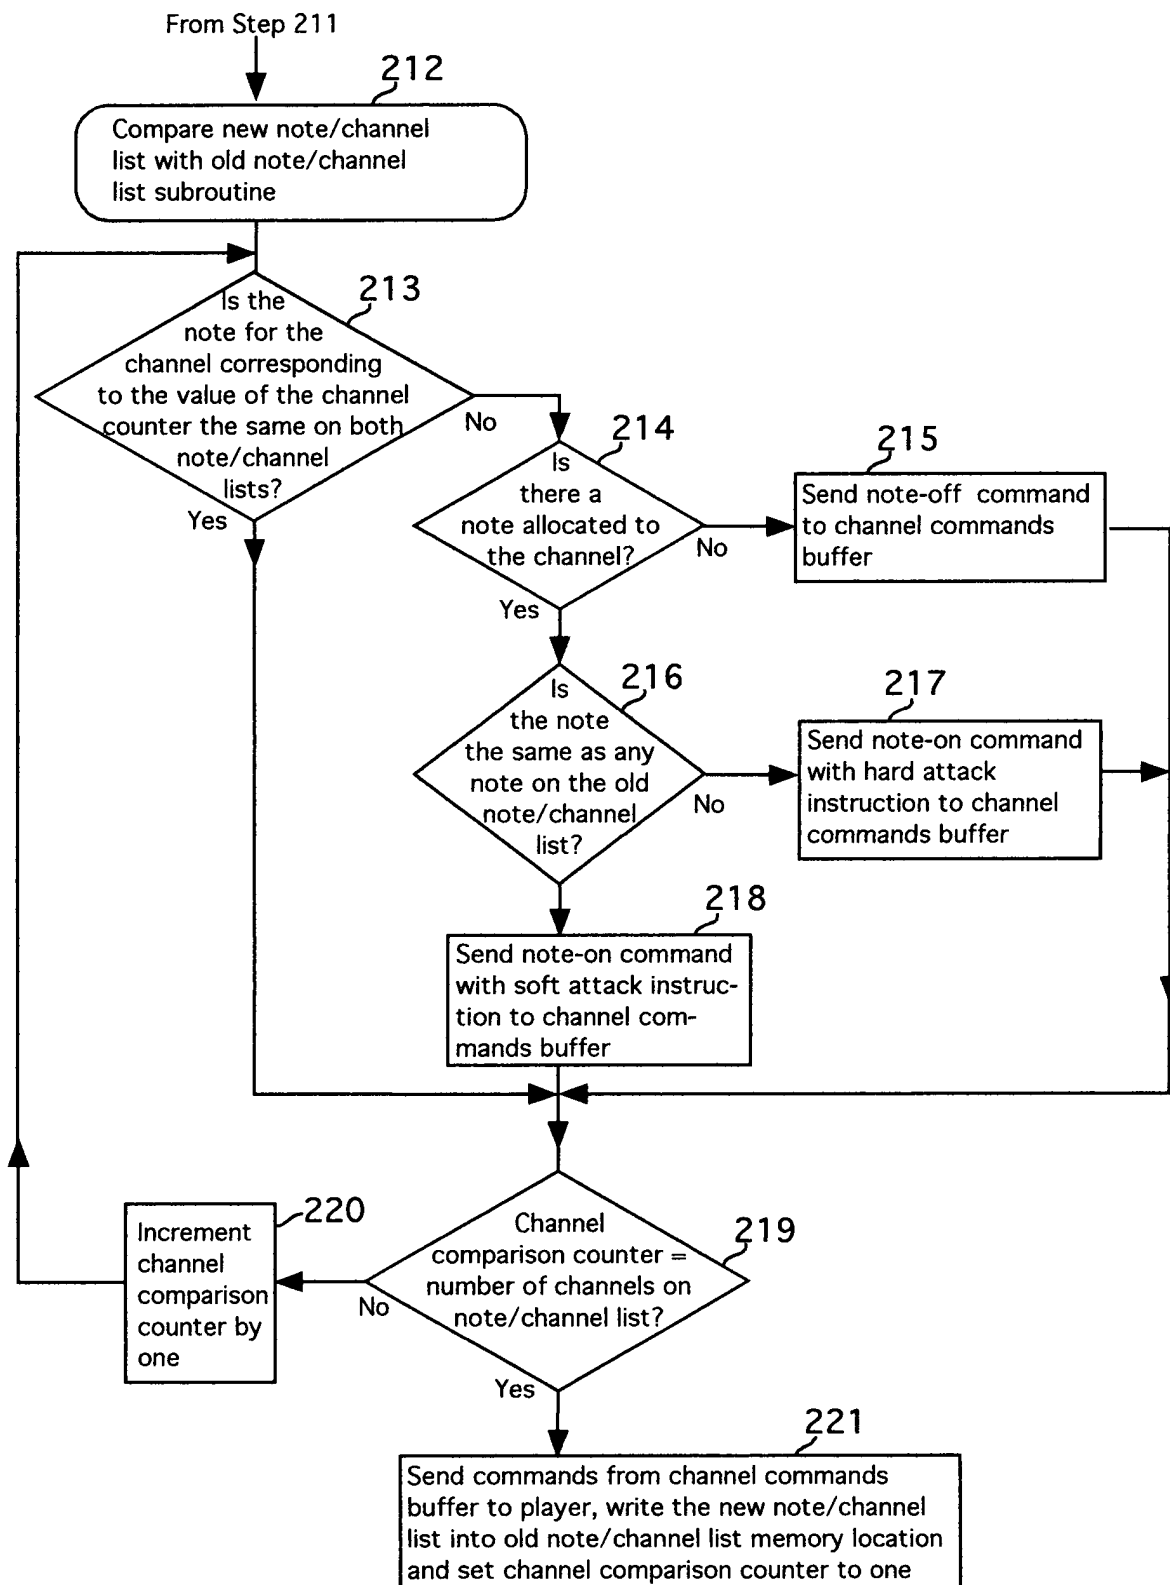 From Step 211
212
Compare new note/channel
list with old note/channel
list subroutine
213
Is the
note for the
channel corresponding
to the value of the channel
counter the same on both
note/channel
lists?
No
Yes
214
Is
there a
note allocated to
the channel?
No
Yes
215
Send note-off command
to channel commands
buffer
216
Is
the note
the same as any
note on the old
note/channel
list?
No
217
Send note-on command
with hard attack
instruction to channel
commands buffer
218
Send note-on command
with soft attack instruc-
tion to channel com-
mands buffer
219
Channel
comparison counter =
number of channels on
note/channel list?
No
Yes
220
Increment
channel
comparison
counter by
one
221
Send commands from channel commands
buffer to player, write the new note/channel
list into old note/channel list memory location
and set channel comparison counter to one